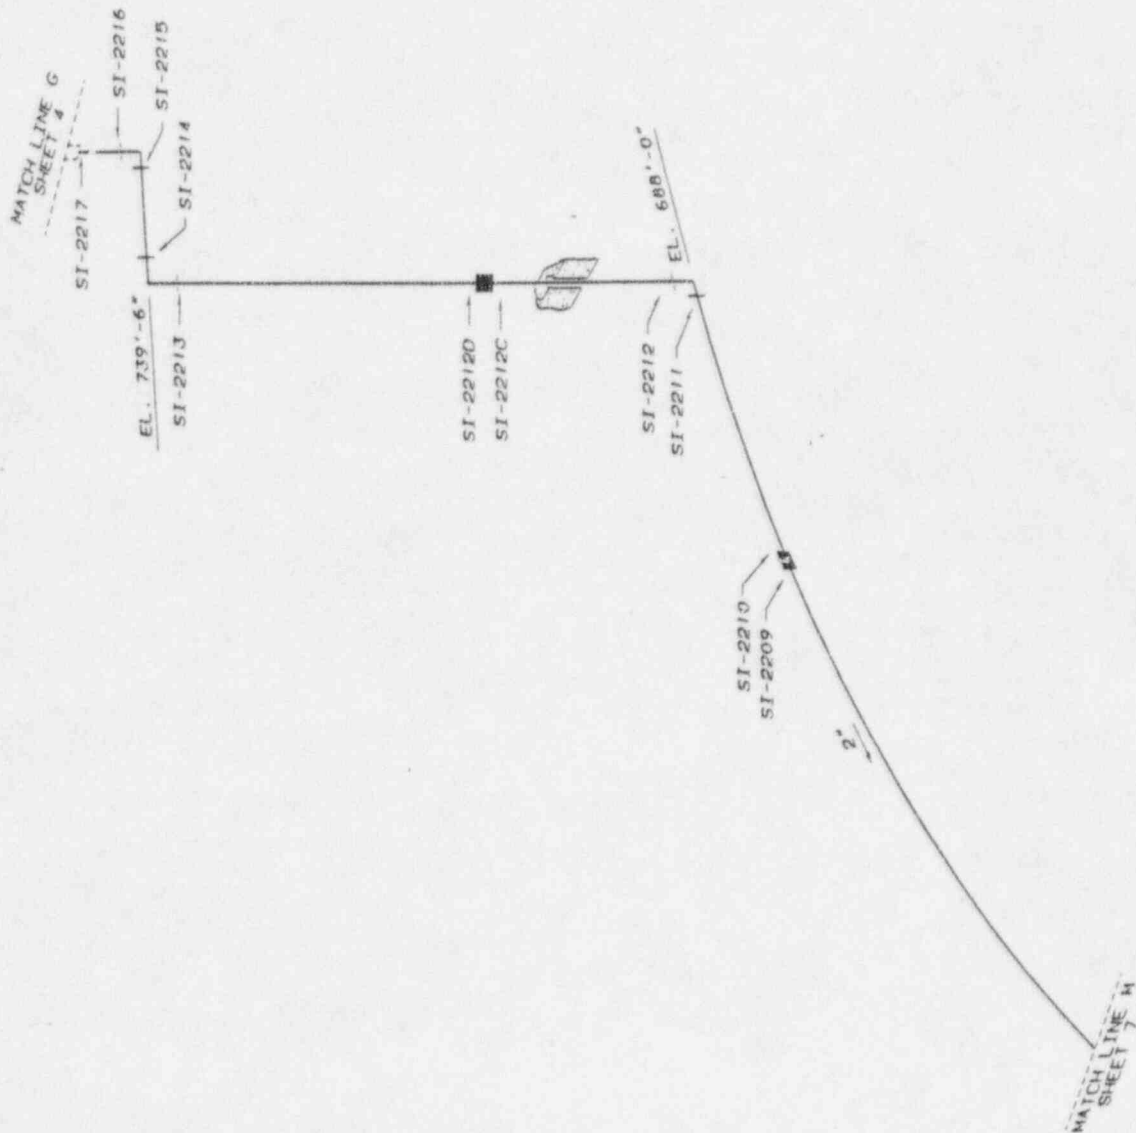 MATCH LINE G
SHEET 4
SI-2217
SI-2216
SI-2215
SI-2214
EL. 739'-6"
SI-2213
SI-2212D
SI-2212C
SI-2212
SI-2211
EL. 688'-0"
SI-2210
SI-2209
2"
MATCH LINE H
SHEET 7